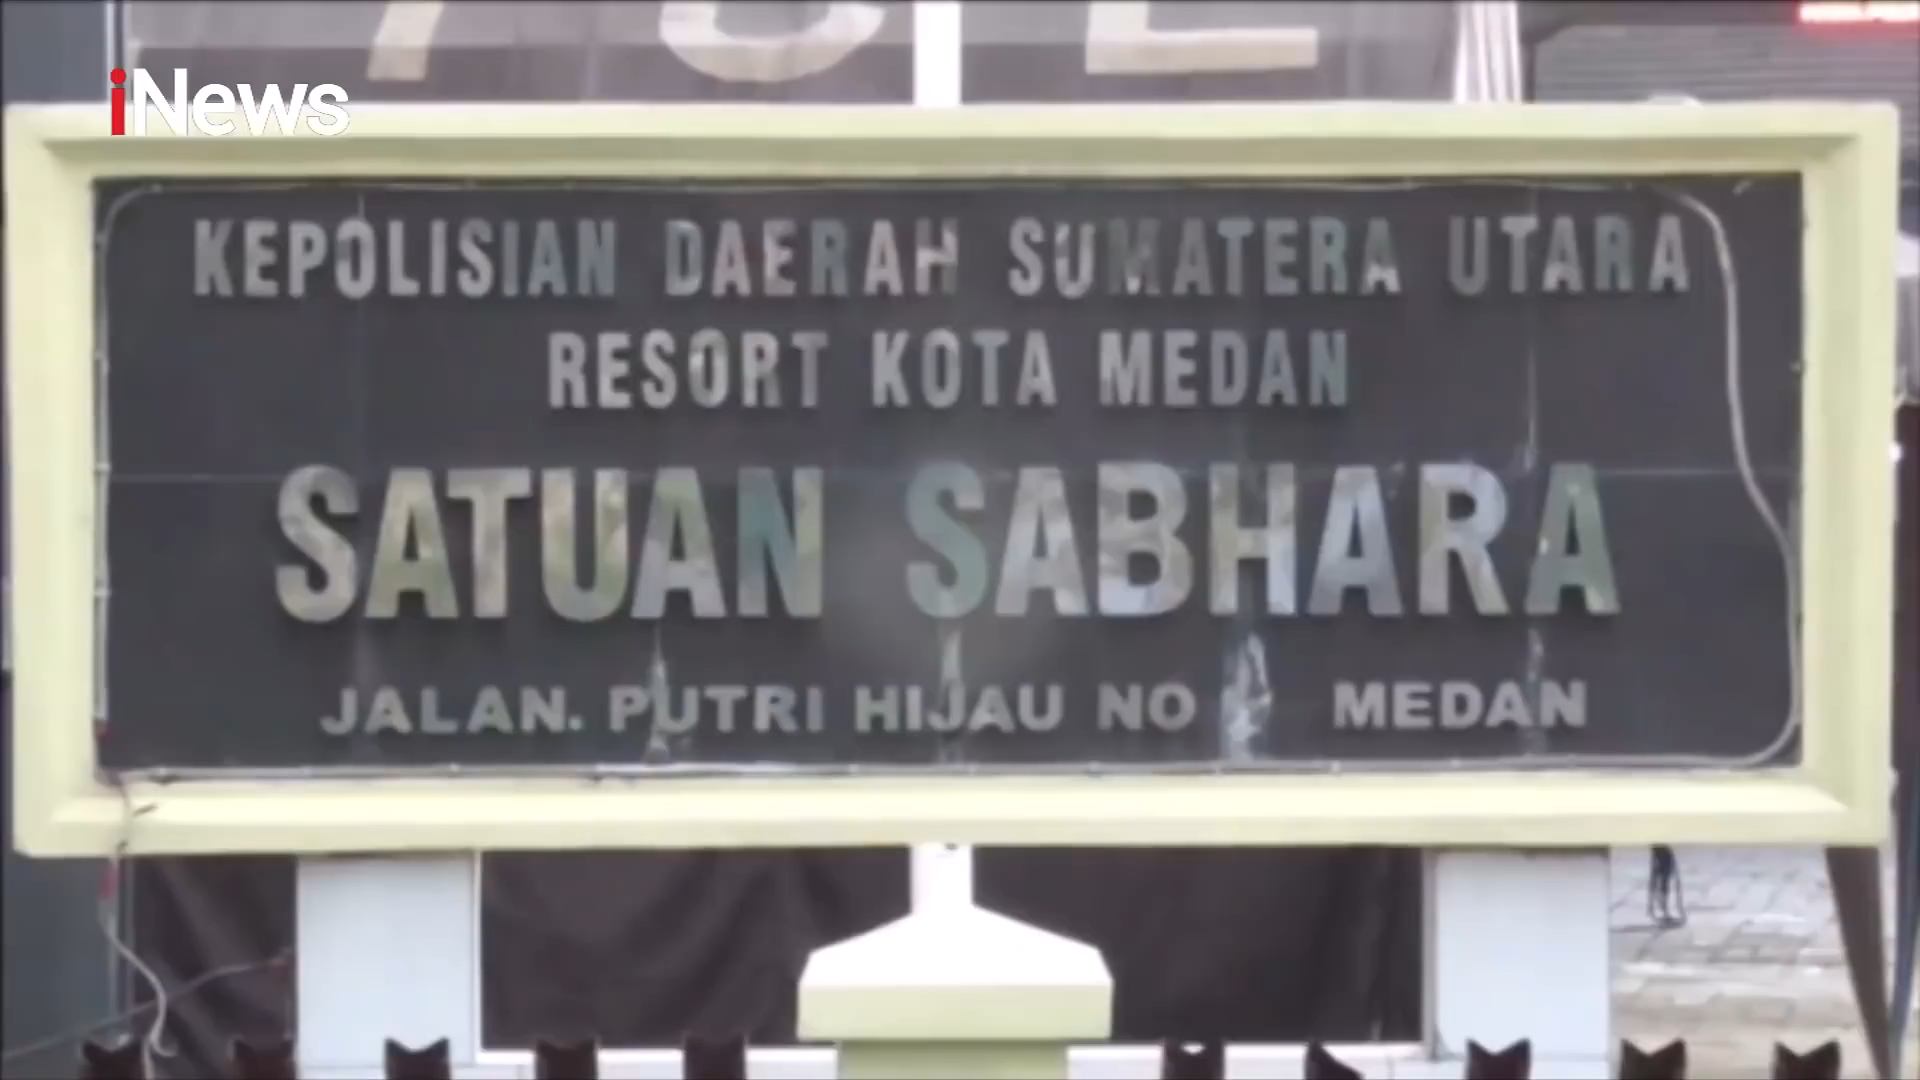 iNews
KEPOLISIAN DAERAH SUMATERA UTARA
RESORT KOTA MEDAN
SATUAN SABHARA
JALAN. PUTRI HIJAU NO MEDAN